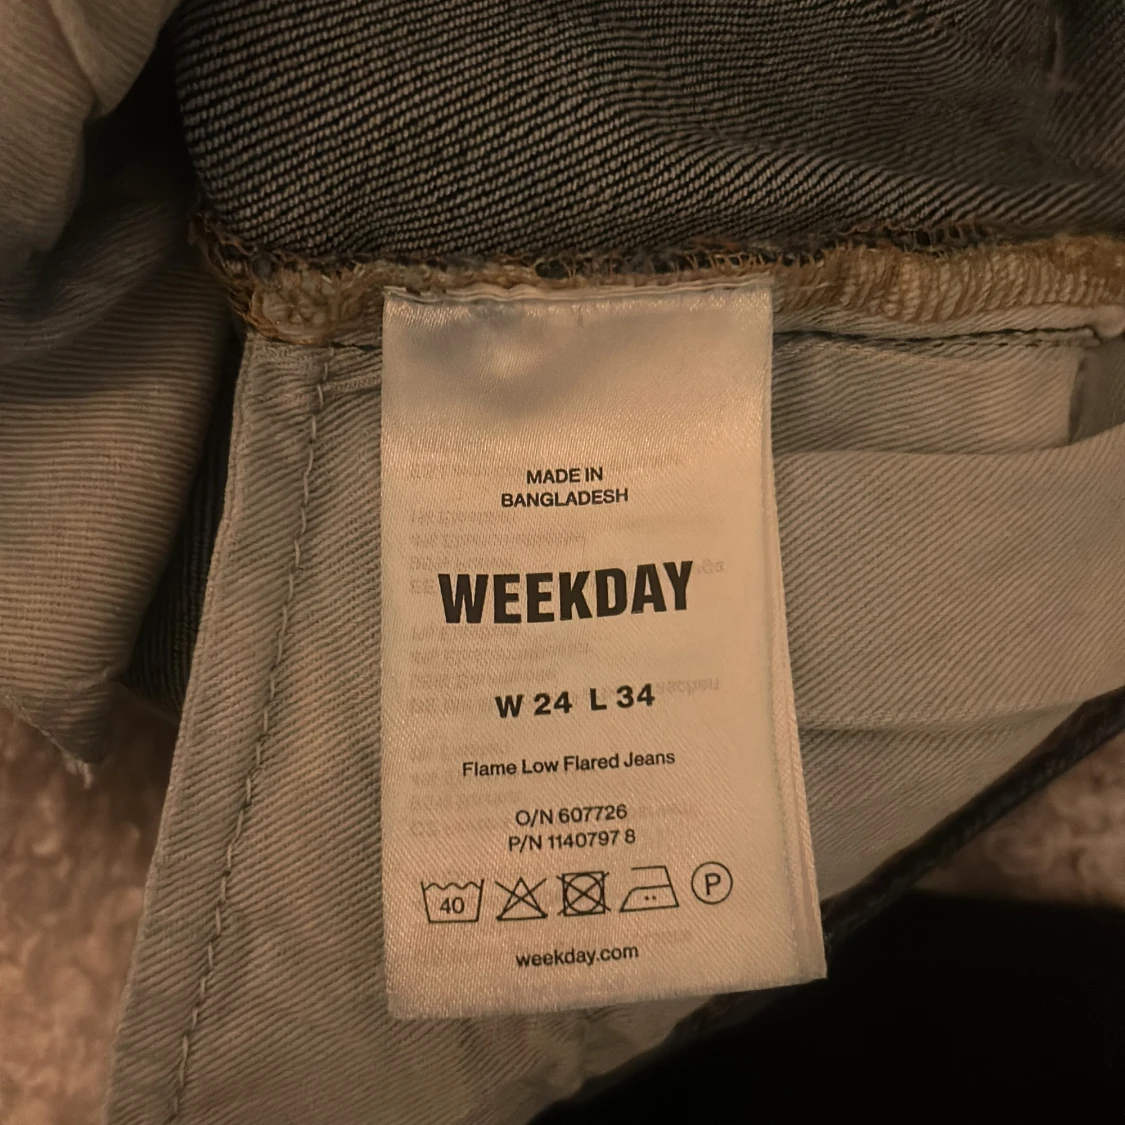 MADE IN
BANGLADESH
WEEKDAY
W 24 L 34
Flame Low Flared Jeans
O/N 607726
P/N 1140797 8
40
P
weekday.com